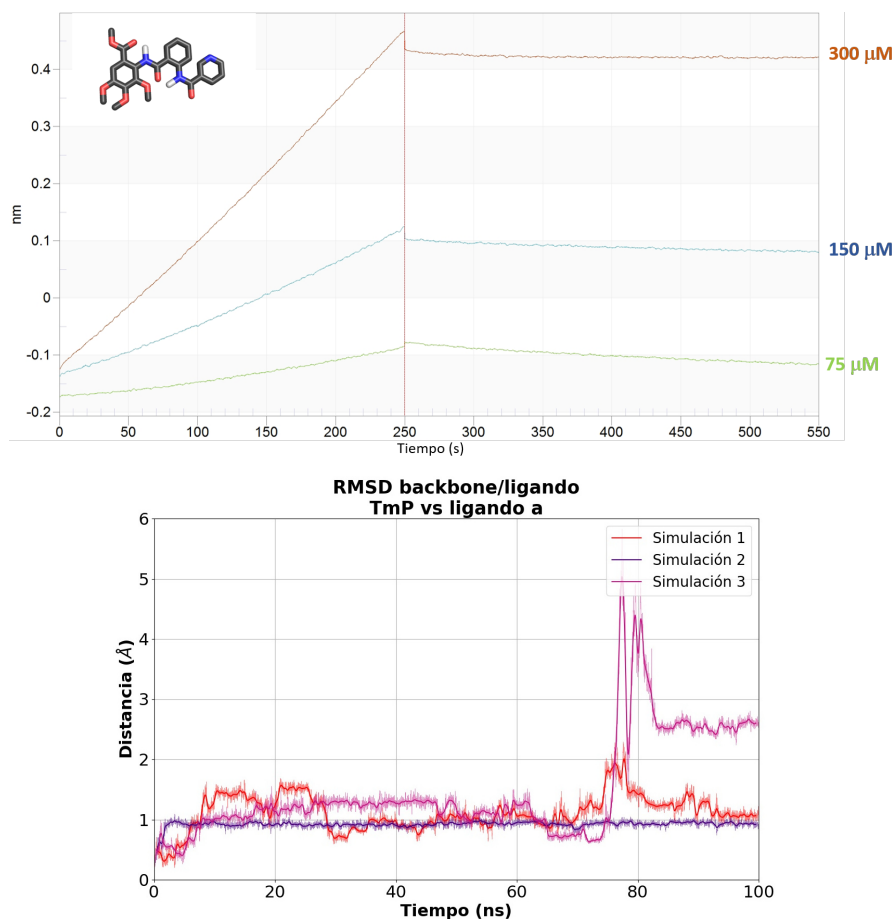 0.4
0.3
0.2
0.1
0
-0.1
-0.2
nm
0 50 100 150 200 250 300 350 400 450 500 550
Tiempo (s)
300 μM
150 μM
75 μM
RMSD backbone/ligando
TmP vs ligando a
Simulación 1
Simulación 2
Simulación 3
6
5
4
3
2
1
0
Distancia (Å)
0 20 40 60 80 100
Tiempo (ns)